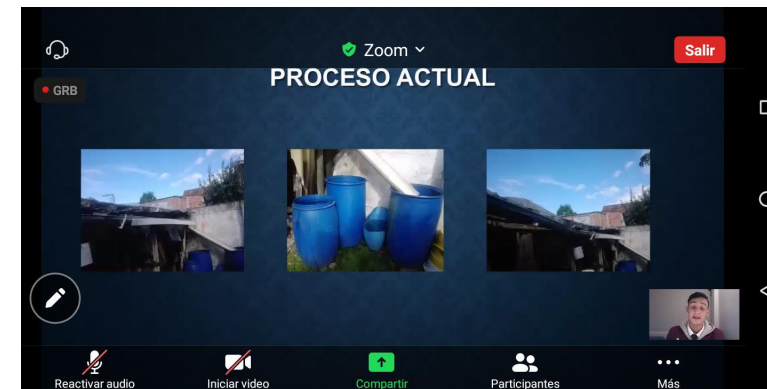 Zoom
Salir
PROCESO ACTUAL
GRB
Reactivar audio
Iniciar video
Compartir
Participantes
Más